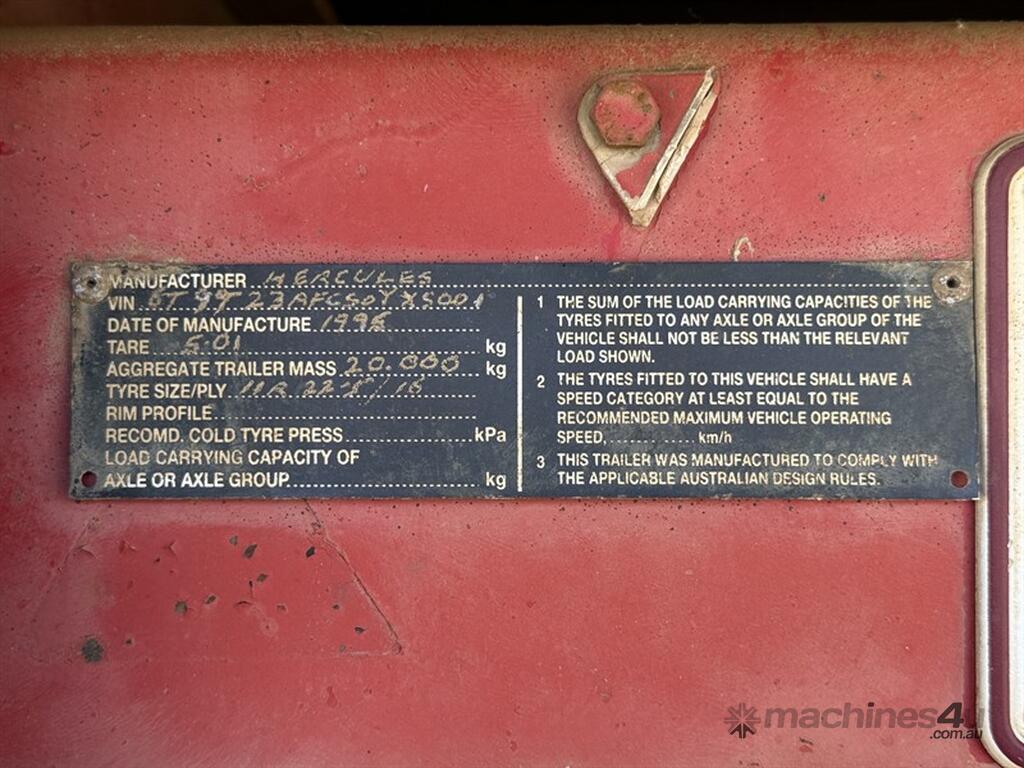 MANUFACTURER HERCULES
VIN
DATE OF MANUFACTURE 1996
TARE 5.01 kg
AGGREGATE TRAILER MASS 20.000 kg
TYRE SIZE/PLY 11R 22.5/16
RIM PROFILE
RECOMD. COLD TYRE PRESS kPa
LOAD CARRYING CAPACITY OF
AXLE OR AXLE GROUP kg
1 THE SUM OF THE LOAD CARRYING CAPACITIES OF THE
TYRES FITTED TO ANY AXLE OR AXLE GROUP OF THE
VEHICLE SHALL NOT BE LESS THAN THE RELEVANT
LOAD SHOWN.
2 THE TYRES FITTED TO THIS VEHICLE SHALL HAVE A
SPEED CATEGORY AT LEAST EQUAL TO THE
RECOMMENDED MAXIMUM VEHICLE OPERATING
SPEED, ............. km/h
3 THIS TRAILER WAS MANUFACTURED TO COMPLY WITH
THE APPLICABLE AUSTRALIAN DESIGN RULES.
machines4u
.com.au